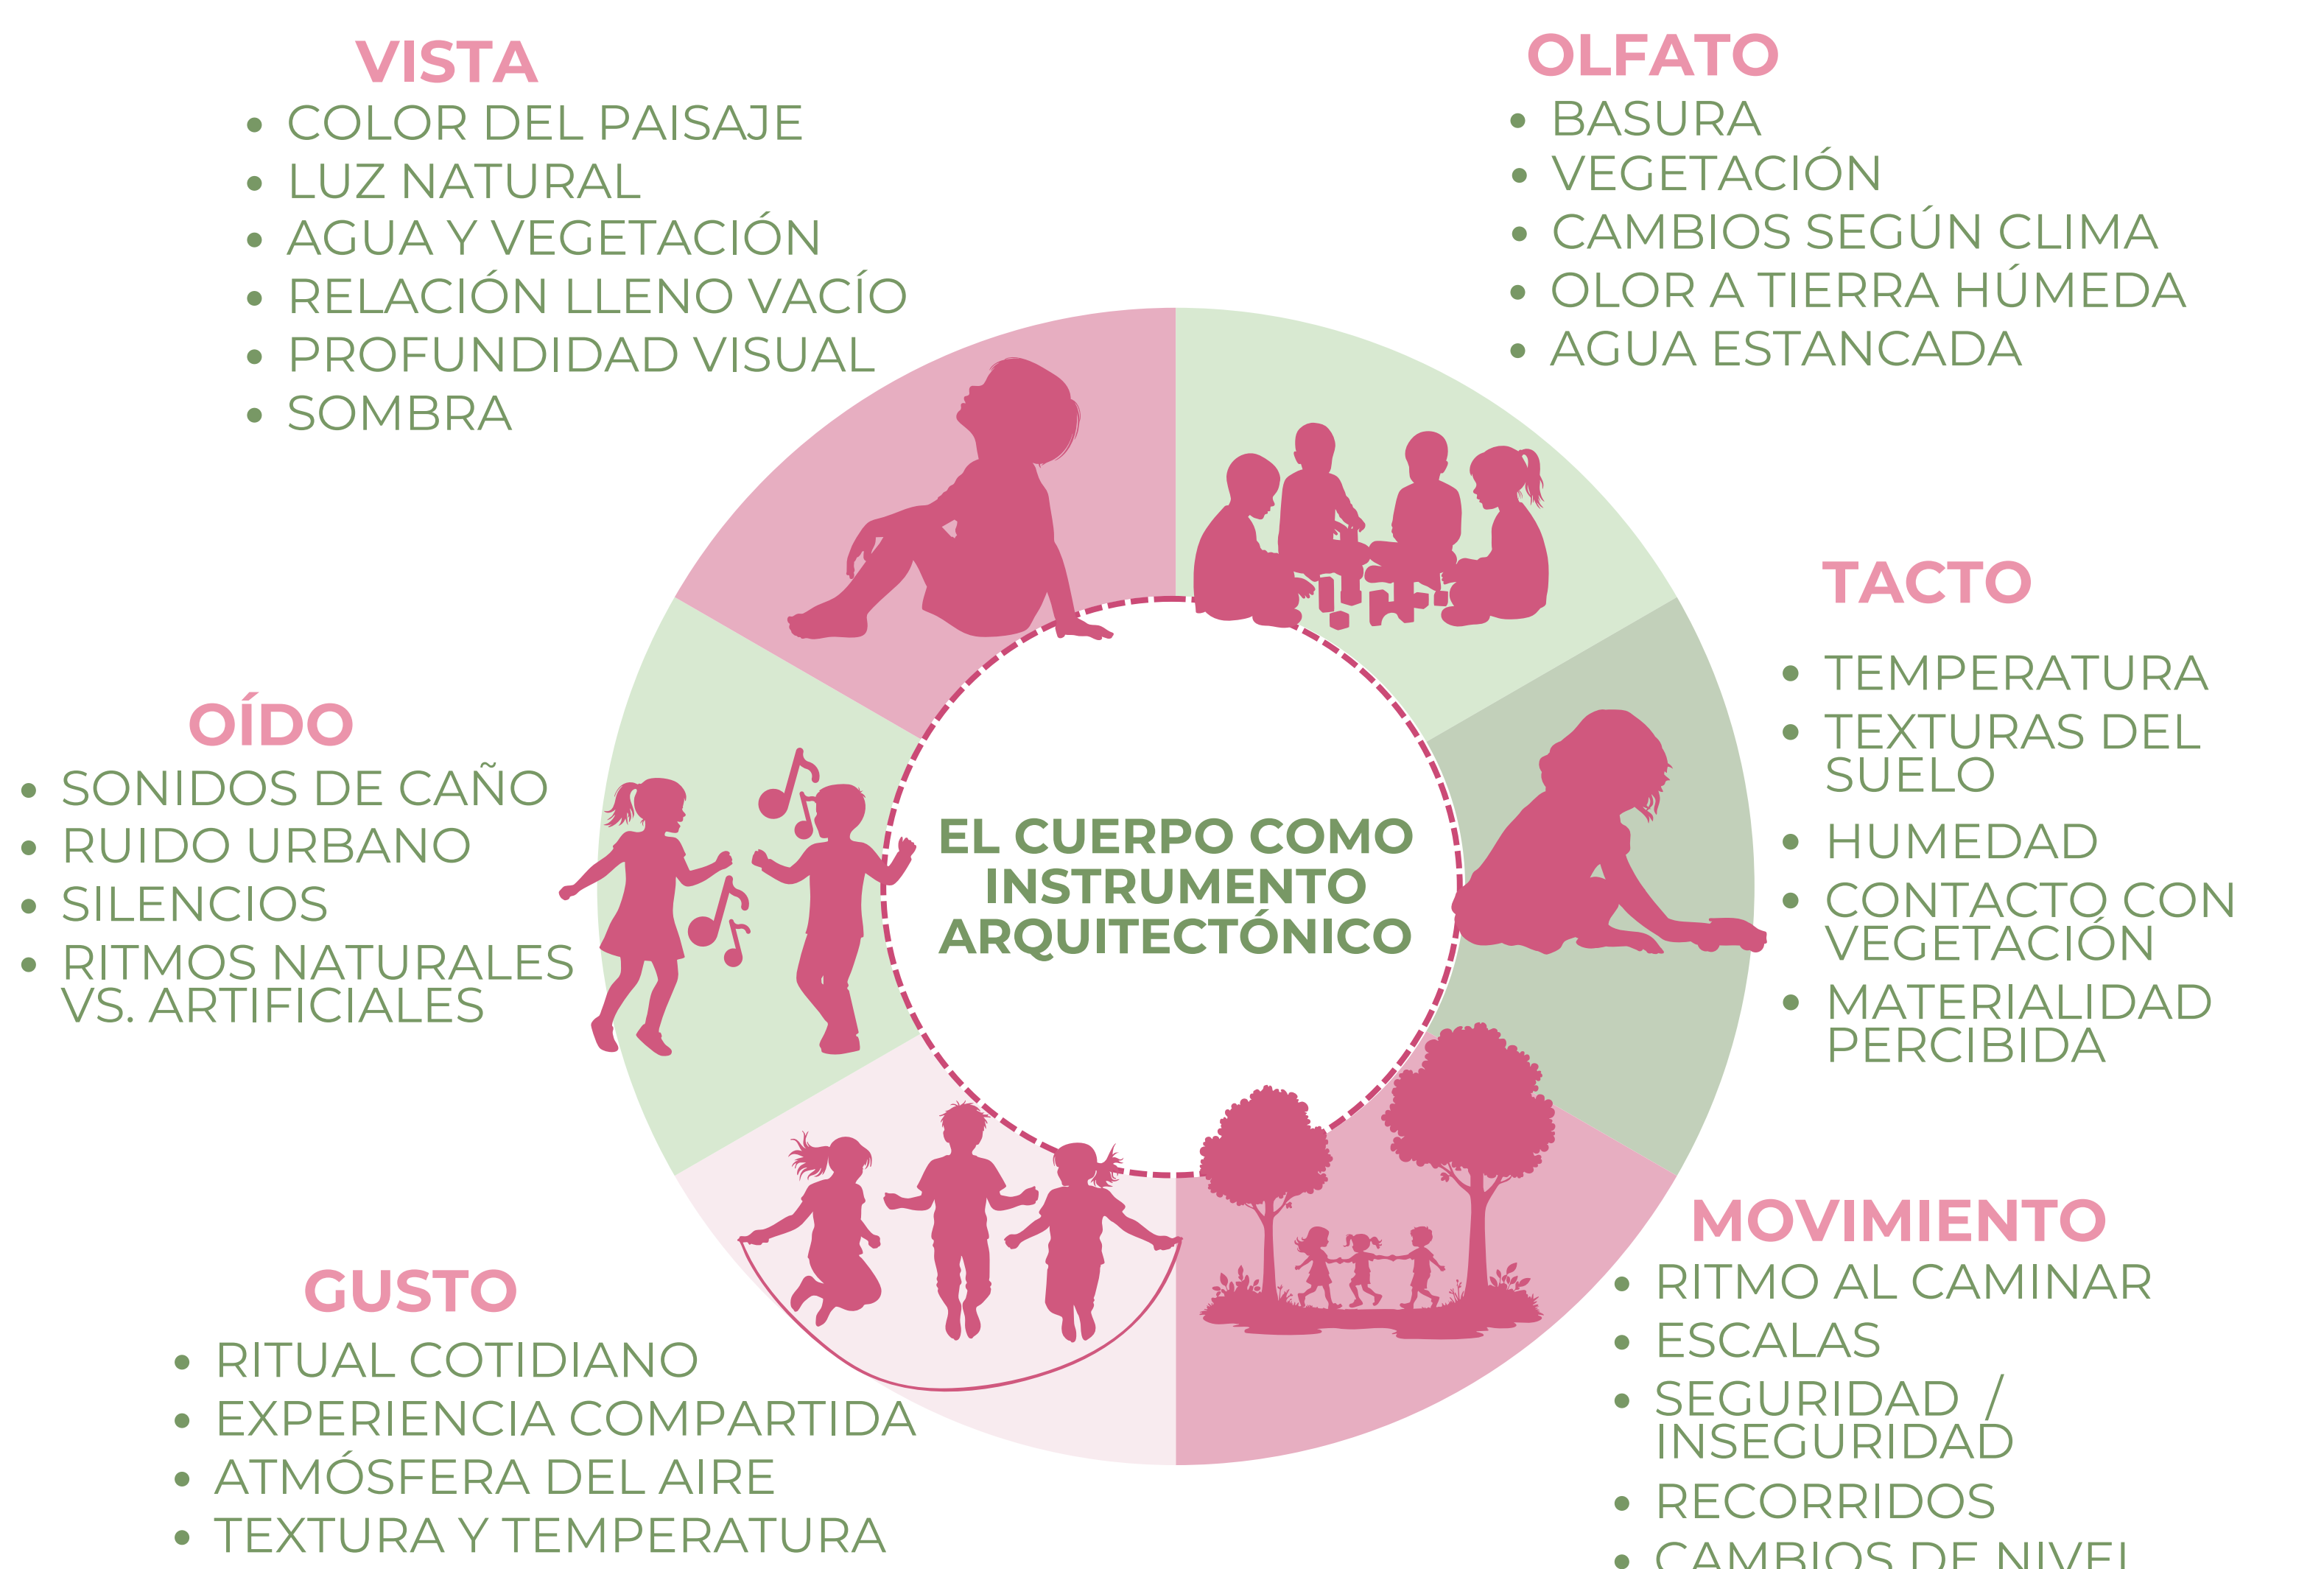 VISTA
COLOR DEL PAISAJE
LUZ NATURAL
AGUA Y VEGETACIÓN
RELACIÓN LLENO VACÍO
PROFUNDIDAD VISUAL
SOMBRA
OLFATO
BASURA
VEGETACIÓN
CAMBIOS SEGÚN CLIMA
OLOR A TIERRA HÚMEDA
AGUA ESTANCADA
OÍDO
SONIDOS DE CAÑO
RUIDO URBANO
SILENCIOS
RITMOS NATURALES
VS. ARTIFICIALES
EL CUERPO COMO
INSTRUMENTO
ARQUITECTÓNICO
TACTO
TEMPERATURA
TEXTURAS DEL
SUELO
HUMEDAD
CONTACTO CON
VEGETACIÓN
MATERIALIDAD
PERCIBIDA
GUSTO
RITUAL COTIDIANO
EXPERIENCIA COMPARTIDA
ATMÓSFERA DEL AIRE
TEXTURA Y TEMPERATURA
MOVIMIENTO
RITMO AL CAMINAR
ESCALAS
SEGURIDAD /
INSEGURIDAD
RECORRIDOS
CAMBIOS DE NIVEL